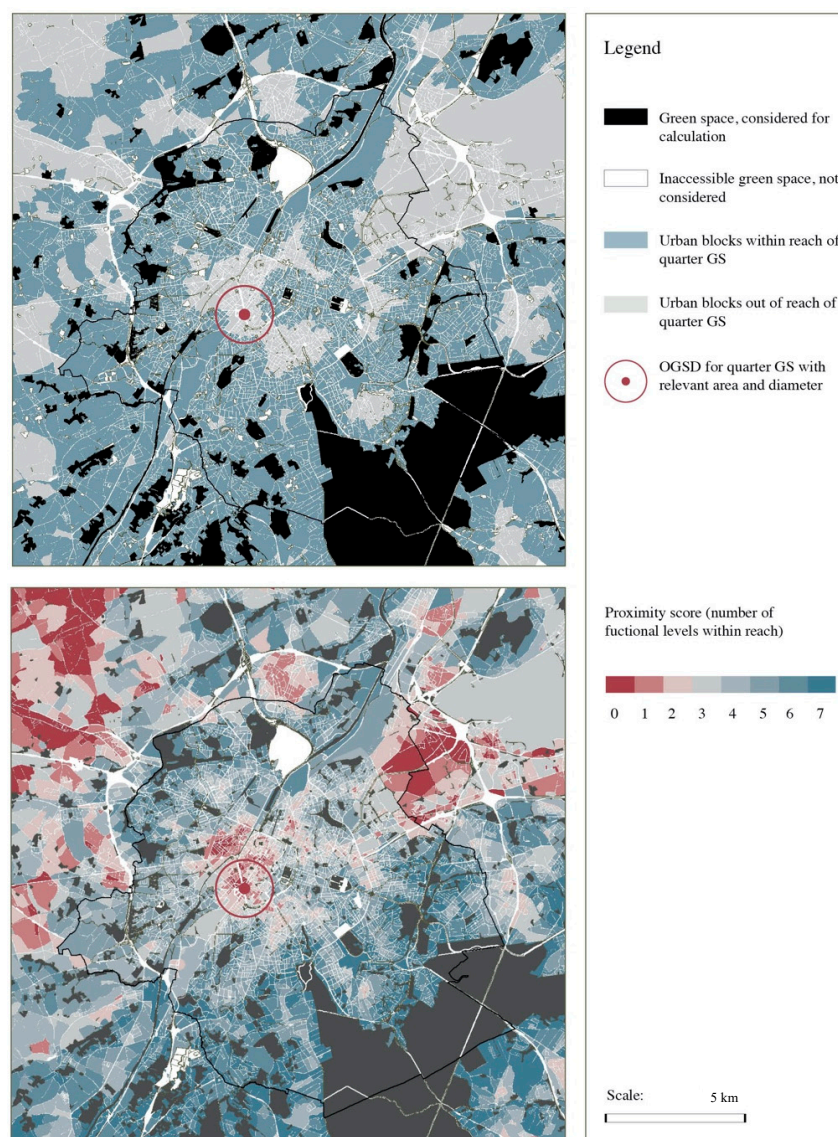 Legend
Green space, considered for
calculation
Inaccessible green space, not
considered
Urban blocks within reach of
quarter GS
Urban blocks out of reach of
quarter GS
OGSD for quarter GS with
relevant area and diameter
Proximity score (number of
fuctional levels within reach)
0 1 2 3 4 5 6 7
Scale: 5 km